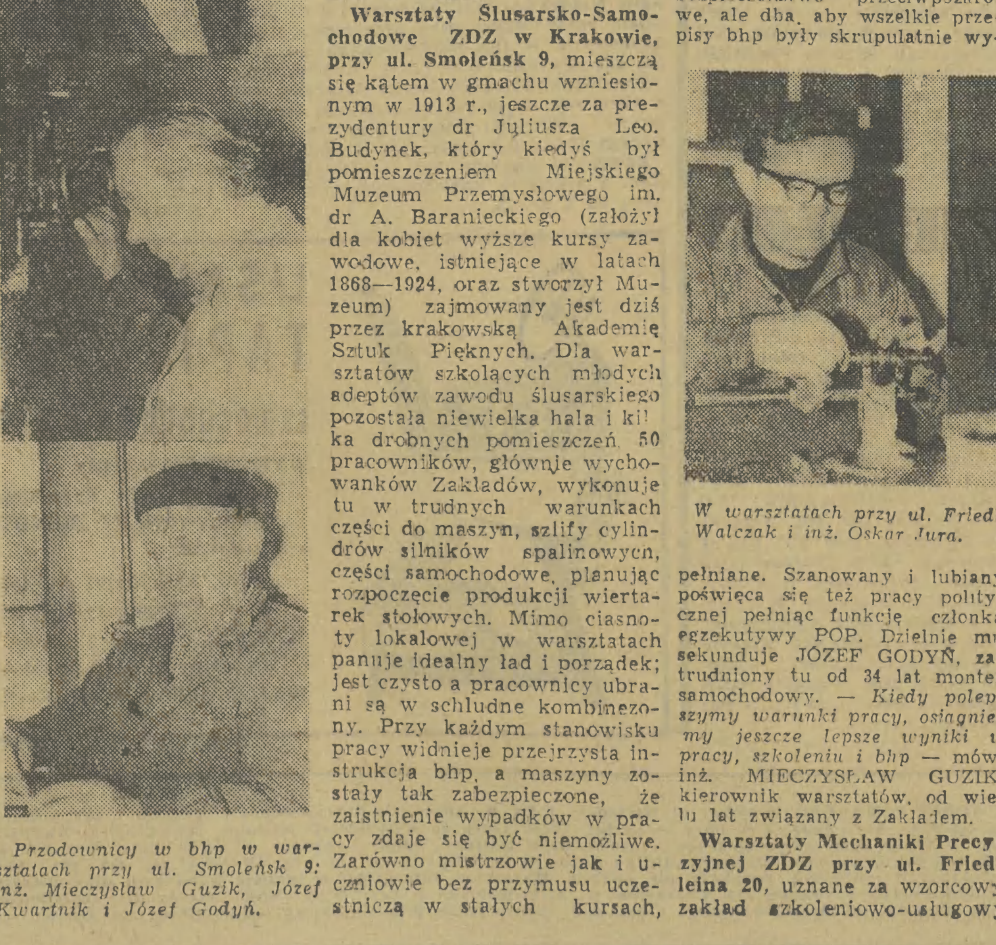 Przodownicy w bhp w war-
sztatach przy ul. Smoleńsk 9:
inż. Mieczysław Guzik, Józef
Kwartnik i Józef Godyń.
Warsztaty Ślusarsko-Samo-
chodowe ZDZ w Krakowie,
przy ul. Smoleńsk 9, mieszczą
się kątem w gmachu wzniesio-
nym w 1913 r., jeszcze za pre-
zydentury dr Juliusza Leo.
Budynek, który kiedyś był
pomieszczeniem Miejskiego
Muzeum Przemysłowego im.
dr A. Baranieckiego (założył
dla kobiet wyższe kursy za-
wodowe, istniejące w latach
1868—1924, oraz stworzył Mu-
zeum) zajmowany jest dziś
przez krakowską Akademię
Sztuk Pięknych. Dla war-
sztatów szkolących młodych
adeptów zawodu ślusarskiego
pozostała niewielka hala i kil
ka drobnych pomieszczeń. 50
pracowników, głównie wycho-
wanków Zakładów, wykonuje
tu w trudnych warunkach
części do maszyn, szlify cylin-
drów silników spalinowych,
części samochodowe, planując
rozpoczęcie produkcji wierta-
rek stołowych. Mimo ciasno-
ty lokalowej w warsztatach
panuje idealny ład i porządek;
jest czysto a pracownicy ubra-
ni są w schludne kombinezo-
ny. Przy każdym stanowisku
pracy widnieje przejrzysta in-
strukcja bhp, a maszyny zo-
stały tak zabezpieczone, że
zaistnienie wypadków w pra-
cy zdaje się być niemożliwe.
Zarówno mistrzowie jak i u-
czniowie bez przymusu ucze-
stniczą w stałych kursach,
we, ale dba, aby wszelkie prze
pisy bhp były skrupulatnie wy-
W warsztatach przy ul. Fried
Walczak i inż. Oskar Jura.
pełniane. Szanowany i lubiany
poświęca się też pracy polity
cznej pełniąc funkcję członka
egzekutywy POP. Dzielnie mu
sekunduje JÓZEF GODYŃ, za
trudniony tu od 34 lat monte
samochodowy. — Kiedy polep
szymy warunki pracy, osiągnie
my jeszcze lepsze wyniki w
pracy, szkoleniu i bhp — mów
inż. MIECZYSŁAW GUZIK
kierownik warsztatów, od wie
lu lat związany z Zakładem.
Warsztaty Mechaniki Precy
zyjnej ZDZ przy ul. Fried
leina 20, uznane za wzorcowy
zakład szkoleniowo-usługowy